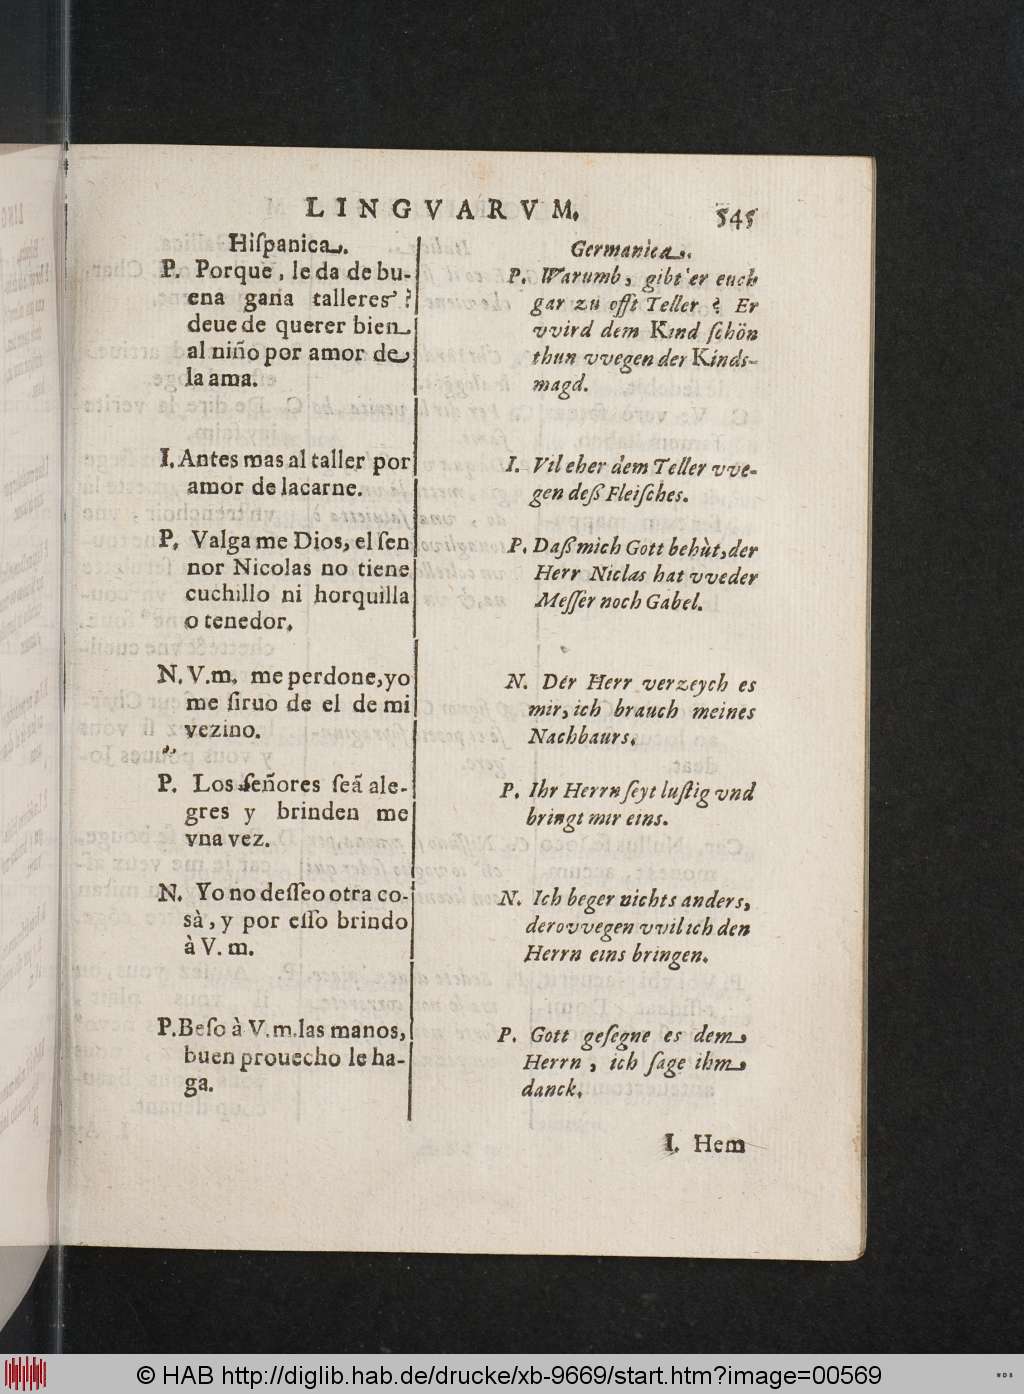 LINGVARVM.
545
Hiſpanica.
P. Porque, le da de bu-
ena gana talleres?
deue de querer bien
al niño por amor de
la ama.
I. Antes mas al taller por
amor de lacarne.
P. Valga me Dios, el ſen
nor Nicolas no tiene
cuchillo ni horquilla
o tenedor.
N. V.m. me perdone, yo
me ſiruo de el de mi
vezino.
P. Los ſeñores ſeã ale-
gres y brinden me
vna vez.
N. Yo no deſſeo otra co-
sà, y por eſſo brindo
à V. m.
P. Beſo à V. m. las manos,
buen prouecho le ha-
ga.
Germanica.
P. Warumb, gibt'er euch
gar zu offt Teller? Er
vvird dem Kind ſchön
thun vvegen der Kinds-
magd.
I. Vil eher dem Teller vve-
gen deß Fleiſches.
P. Daß mich Gott behùt, der
Herr Niclas hat vveder
Meſſer noch Gabel.
N. Der Herr verzeych es
mir, ich brauch meines
Nachbaurs.
P. Ihr Herrn ſeyt luſtig vnd
bringt mir eins.
N. Ich beger nichts anders,
derovvegen vvil ich den
Herrn eins bringen.
P. Gott geſegne es dem
Herrn, ich ſage ihm
danck.
I. Hem
© HAB http://diglib.hab.de/drucke/xb-9669/start.htm?image=00569